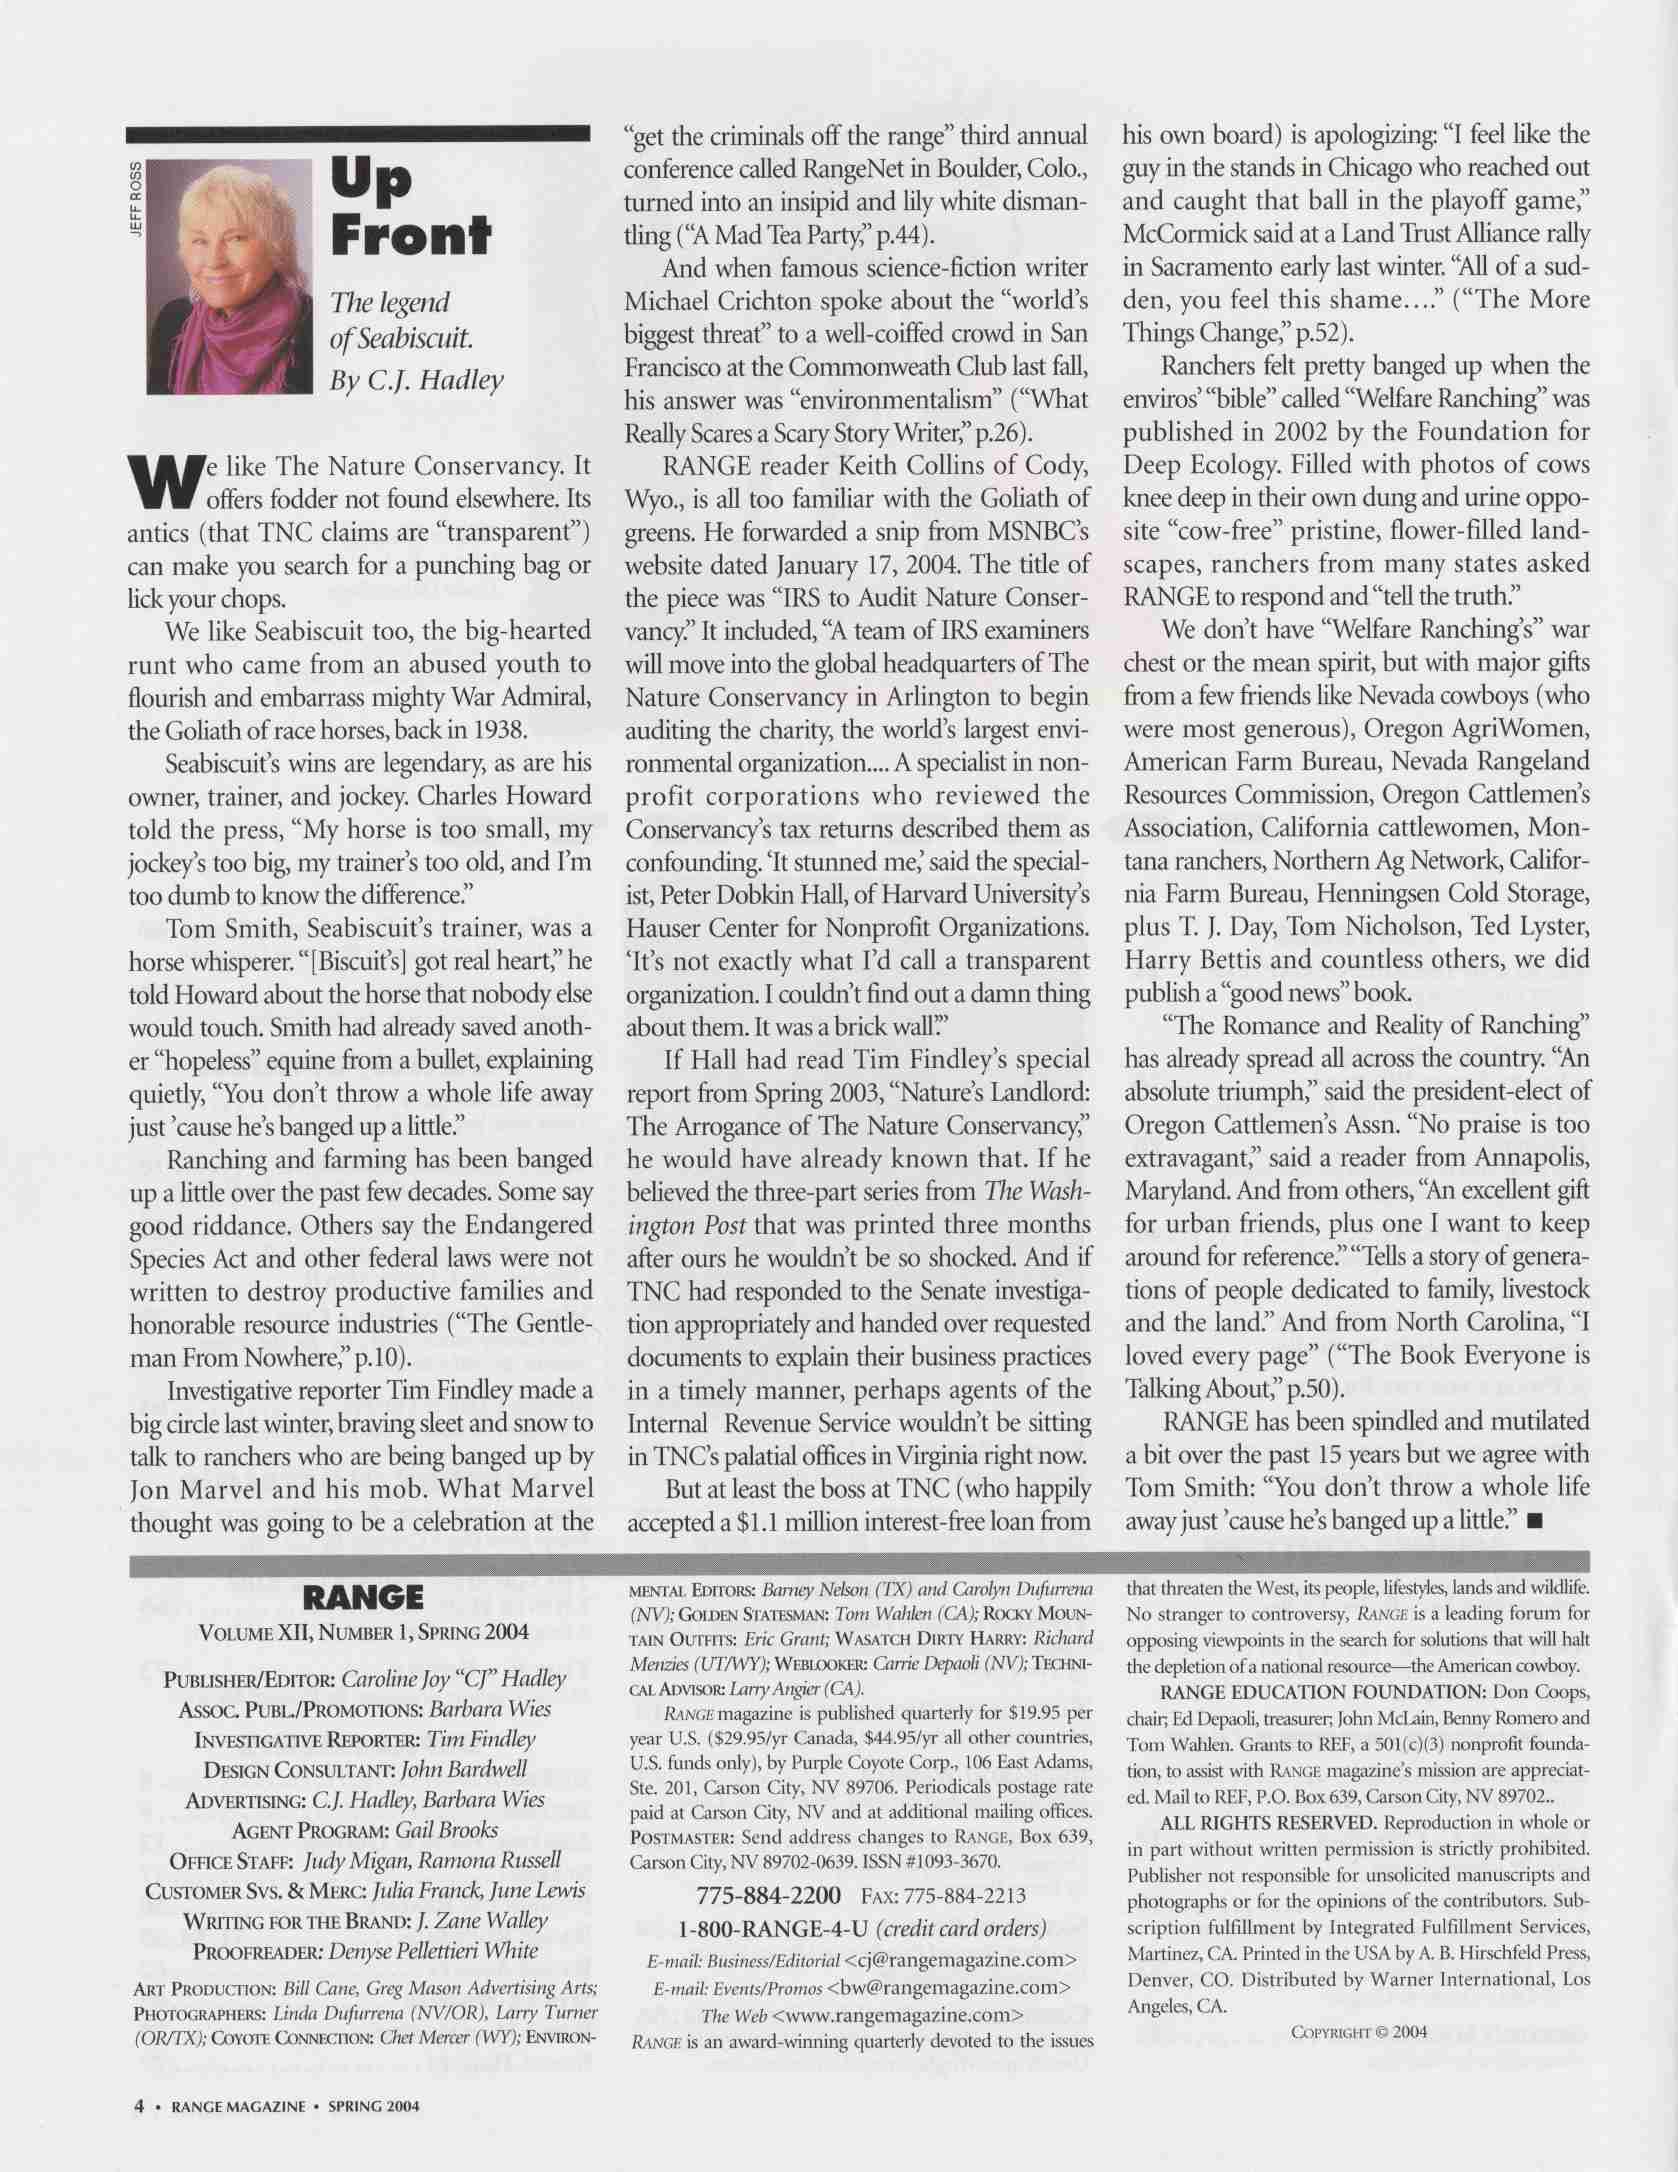 JEFF ROSS
Up
Front
The legend
of Seabiscuit.
By C.J. Hadley
We like The Nature Conservancy. It
offers fodder not found elsewhere. Its
antics (that TNC claims are “transparent”)
can make you search for a punching bag or
lick your chops.
We like Seabiscuit too, the big-hearted
runt who came from an abused youth to
flourish and embarrass mighty War Admiral,
the Goliath of race horses, back in 1938.
Seabiscuit’s wins are legendary, as are his
owner, trainer, and jockey. Charles Howard
told the press, “My horse is too small, my
jockey’s too big, my trainer’s too old, and I’m
too dumb to know the difference.”
Tom Smith, Seabiscuit’s trainer, was a
horse whisperer. “[Biscuit’s] got real heart,” he
told Howard about the horse that nobody else
would touch. Smith had already saved anoth-
er “hopeless” equine from a bullet, explaining
quietly, “You don’t throw a whole life away
just ’cause he’s banged up a little.”
Ranching and farming has been banged
up a little over the past few decades. Some say
good riddance. Others say the Endangered
Species Act and other federal laws were not
written to destroy productive families and
honorable resource industries (“The Gentle-
man From Nowhere,” p.10).
Investigative reporter Tim Findley made a
big circle last winter, braving sleet and snow to
talk to ranchers who are being banged up by
Jon Marvel and his mob. What Marvel
thought was going to be a celebration at the
“get the criminals off the range” third annual
conference called RangeNet in Boulder, Colo.,
turned into an insipid and lily white disman-
tling (“A Mad Tea Party,” p.44).
And when famous science-fiction writer
Michael Crichton spoke about the “world’s
biggest threat” to a well-coiffed crowd in San
Francisco at the Commonweath Club last fall,
his answer was “environmentalism” (“What
Really Scares a Scary Story Writer,” p.26).
RANGE reader Keith Collins of Cody,
Wyo., is all too familiar with the Goliath of
greens. He forwarded a snip from MSNBC’s
website dated January 17, 2004. The title of
the piece was “IRS to Audit Nature Conser-
vancy.” It included, “A team of IRS examiners
will move into the global headquarters of The
Nature Conservancy in Arlington to begin
auditing the charity, the world’s largest envi-
ronmental organization.... A specialist in non-
profit corporations who reviewed the
Conservancy’s tax returns described them as
confounding. ‘It stunned me,’ said the special-
ist, Peter Dobkin Hall, of Harvard University’s
Hauser Center for Nonprofit Organizations.
‘It’s not exactly what I’d call a transparent
organization. I couldn’t find out a damn thing
about them. It was a brick wall.’”
If Hall had read Tim Findley’s special
report from Spring 2003, “Nature’s Landlord:
The Arrogance of The Nature Conservancy,”
he would have already known that. If he
believed the three-part series from The Wash-
ington Post that was printed three months
after ours he wouldn’t be so shocked. And if
TNC had responded to the Senate investiga-
tion appropriately and handed over requested
documents to explain their business practices
in a timely manner, perhaps agents of the
Internal Revenue Service wouldn’t be sitting
in TNC’s palatial offices in Virginia right now.
But at least the boss at TNC (who happily
accepted a $1.1 million interest-free loan from
his own board) is apologizing: “I feel like the
guy in the stands in Chicago who reached out
and caught that ball in the playoff game,”
McCormick said at a Land Trust Alliance rally
in Sacramento early last winter. “All of a sud-
den, you feel this shame....” (“The More
Things Change,” p.52).
Ranchers felt pretty banged up when the
enviros’ “bible” called “Welfare Ranching” was
published in 2002 by the Foundation for
Deep Ecology. Filled with photos of cows
knee deep in their own dung and urine oppo-
site “cow-free” pristine, flower-filled land-
scapes, ranchers from many states asked
RANGE to respond and “tell the truth.”
We don’t have “Welfare Ranching’s” war
chest or the mean spirit, but with major gifts
from a few friends like Nevada cowboys (who
were most generous), Oregon AgriWomen,
American Farm Bureau, Nevada Rangeland
Resources Commission, Oregon Cattlemen’s
Association, California cattlewomen, Mon-
tana ranchers, Northern Ag Network, Califor-
nia Farm Bureau, Henningsen Cold Storage,
plus T. J. Day, Tom Nicholson, Ted Lyster,
Harry Bettis and countless others, we did
publish a “good news” book.
“The Romance and Reality of Ranching”
has already spread all across the country. “An
absolute triumph,” said the president-elect of
Oregon Cattlemen’s Assn. “No praise is too
extravagant,” said a reader from Annapolis,
Maryland. And from others, “An excellent gift
for urban friends, plus one I want to keep
around for reference.” “Tells a story of genera-
tions of people dedicated to family, livestock
and the land.” And from North Carolina, “I
loved every page” (“The Book Everyone is
Talking About,” p.50).
RANGE has been spindled and mutilated
a bit over the past 15 years but we agree with
Tom Smith: “You don’t throw a whole life
away just ’cause he’s banged up a little.” ■
RANGE
VOLUME XII, NUMBER 1, SPRING 2004
PUBLISHER/EDITOR: Caroline Joy “CJ” Hadley
ASSOC. PUBL./PROMOTIONS: Barbara Wies
INVESTIGATIVE REPORTER: Tim Findley
DESIGN CONSULTANT: John Bardwell
ADVERTISING: C.J. Hadley, Barbara Wies
AGENT PROGRAM: Gail Brooks
OFFICE STAFF: Judy Migan, Ramona Russell
CUSTOMER SVS. & MERC: Julia Franck, June Lewis
WRITING FOR THE BRAND: J. Zane Walley
PROOFREADER: Denyse Pellettieri White
ART PRODUCTION: Bill Cane, Greg Mason Advertising Arts;
PHOTOGRAPHERS: Linda Dufurrena (NV/OR), Larry Turner
(OR/TX); COYOTE CONNECTION: Chet Mercer (WY); ENVIRON-
MENTAL EDITORS: Barney Nelson (TX) and Carolyn Dufurrena
(NV); GOLDEN STATESMAN: Tom Wahlen (CA); ROCKY MOUN-
TAIN OUTFITS: Eric Grant; WASATCH DIRTY HARRY: Richard
Menzies (UT/WY); WEBLOOKER: Carrie Depaoli (NV); TECHNI-
CAL ADVISOR: Larry Angier (CA).
RANGE magazine is published quarterly for $19.95 per
year U.S. ($29.95/yr Canada, $44.95/yr all other countries,
U.S. funds only), by Purple Coyote Corp., 106 East Adams,
Ste. 201, Carson City, NV 89706. Periodicals postage rate
paid at Carson City, NV and at additional mailing offices.
POSTMASTER: Send address changes to RANGE, Box 639,
Carson City, NV 89702-0639. ISSN #1093-3670.
775-884-2200 FAX: 775-884-2213
1-800-RANGE-4-U (credit card orders)
E-mail: Business/Editorial <cj@rangemagazine.com>
E-mail: Events/Promos <bw@rangemagazine.com>
The Web <www.rangemagazine.com>
RANGE is an award-winning quarterly devoted to the issues
that threaten the West, its people, lifestyles, lands and wildlife.
No stranger to controversy, RANGE is a leading forum for
opposing viewpoints in the search for solutions that will halt
the depletion of a national resource—the American cowboy.
RANGE EDUCATION FOUNDATION: Don Coops,
chair; Ed Depaoli, treasurer; John McLain, Benny Romero and
Tom Wahlen. Grants to REF, a 501(c)(3) nonprofit founda-
tion, to assist with RANGE magazine’s mission are appreciat-
ed. Mail to REF, P.O. Box 639, Carson City, NV 89702..
ALL RIGHTS RESERVED. Reproduction in whole or
in part without written permission is strictly prohibited.
Publisher not responsible for unsolicited manuscripts and
photographs or for the opinions of the contributors. Sub-
scription fulfillment by Integrated Fulfillment Services,
Martinez, CA. Printed in the USA by A. B. Hirschfeld Press,
Denver, CO. Distributed by Warner International, Los
Angeles, CA.
COPYRIGHT © 2004
4 • RANGE MAGAZINE • SPRING 2004